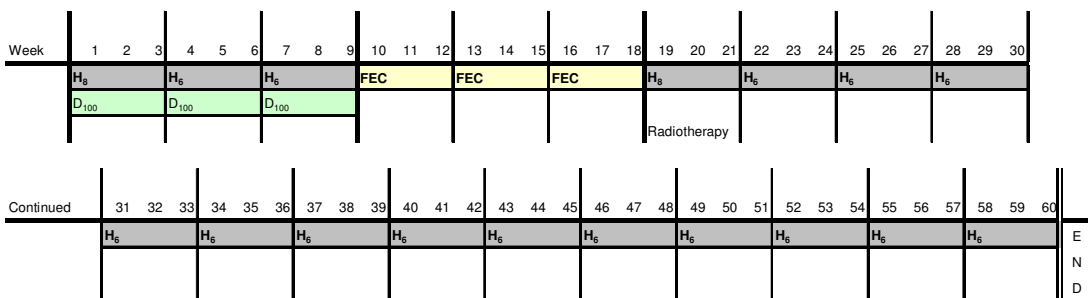 Week 1 2 3 4 5 6 7 8 9 10 11 12 13 14 15 16 17 18 19 20 21 22 23 24 25 26 27 28 29 30
H₈ H₆ H₆ FEC FEC FEC H₈ H₆ H₆ H₆
D₁₀₀ D₁₀₀ D₁₀₀
Radiotherapy
Continued 31 32 33 34 35 36 37 38 39 40 41 42 43 44 45 46 47 48 49 50 51 52 53 54 55 56 57 58 59 60
H₆ H₆ H₆ H₆ H₆ H₆ H₆ H₆ H₆ H₆ E
N
D